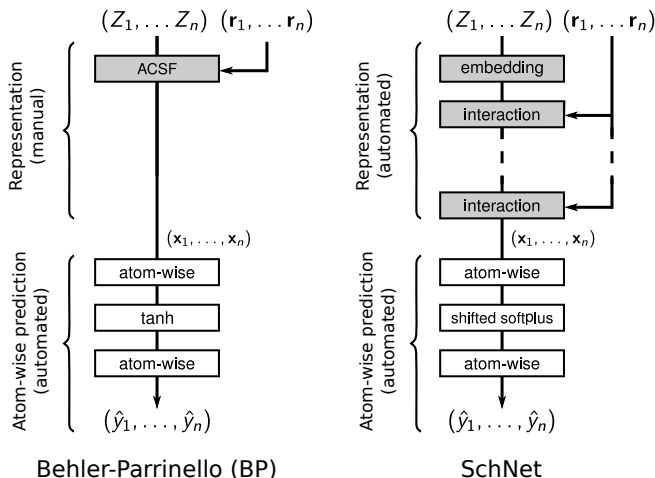 (Z₁, . . . Zₙ) (r₁, . . . rₙ)
ACSF
Representation
(manual)
(x₁, . . . , xₙ)
atom-wise
tanh
atom-wise
Atom-wise prediction
(automated)
(ŷ₁, . . . , ŷₙ)
Behler-Parrinello (BP)
(Z₁, . . . Zₙ) (r₁, . . . rₙ)
embedding
interaction
interaction
Representation
(automated)
(x₁, . . . , xₙ)
atom-wise
shifted softplus
atom-wise
Atom-wise prediction
(automated)
(ŷ₁, . . . , ŷₙ)
SchNet